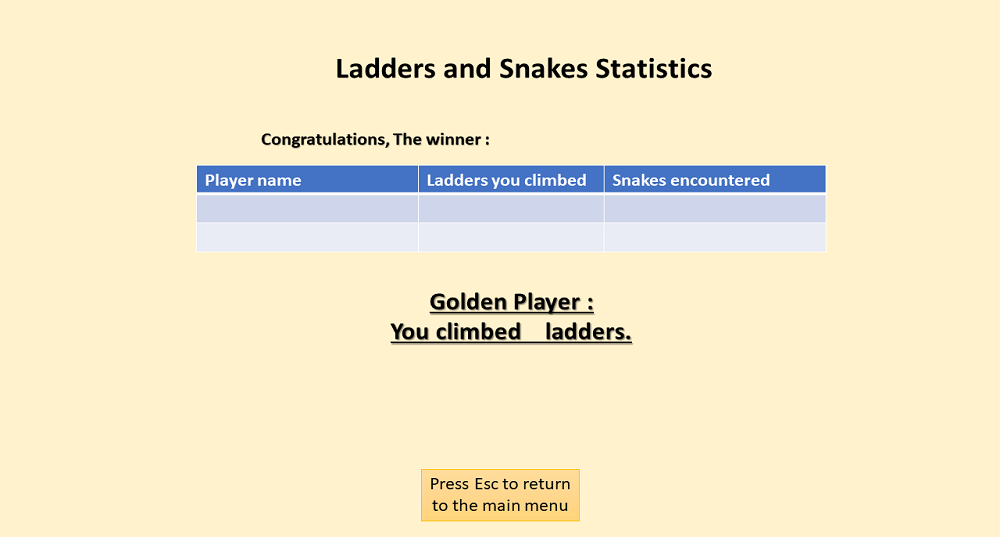 Ladders and Snakes Statistics
Congratulations, The winner :
Player name Ladders you climbed Snakes encountered
Golden Player :
You climbed ladders.
Press Esc to return
to the main menu